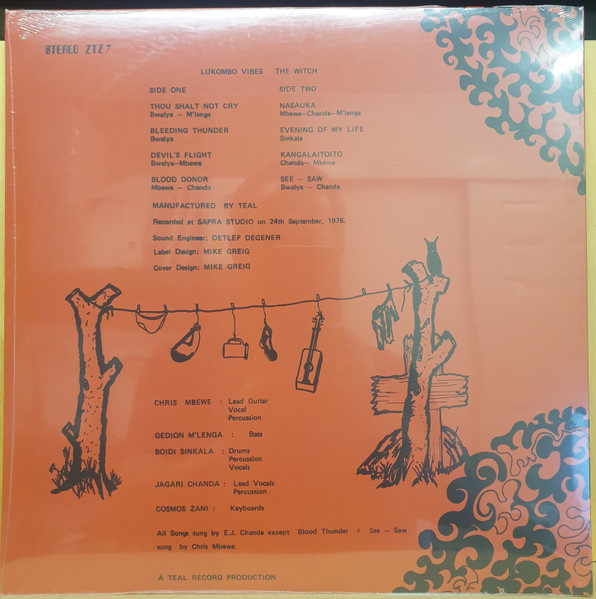 STEREO ZTZ7
LUKOMBO VIBES THE WITCH
SIDE ONE
THOU SHALT NOT CRY
Bwalya – M'lenga
BLEEDING THUNDER
Bwalya
DEVIL'S FLIGHT
Bwalya–Mbewe
BLOOD DONOR
Mbewe – Chanda
SIDE TWO
NASAUKA
Mbewe–Chanda–M'lenga
EVENING OF MY LIFE
Sinkala
KANGALAITOITO
Chanda– Mbewe
SEE – SAW
Bwalya – Chanda
MANUFACTURED BY TEAL
Recorded at SAPRA STUDIO on 24th September, 1976.
Sound Engineer: DETLEF DEGENER
Label Design: MIKE GREIG
Cover Design: MIKE GREIG
CHRIS MBEWE : Lead Guitar
Vocal
Percussion
GEDION M'LENGA : Bass
BOIDI SINKALA : Drums
Percussion
Vocals
JAGARI CHANDA : Lead Vocals
Percussion
COSMOS ZANI : Keyboards
All Songs sung by E.J. Chanda except Blood Thunder + See – Saw
sung by Chris Mbewe.
A TEAL RECORD PRODUCTION